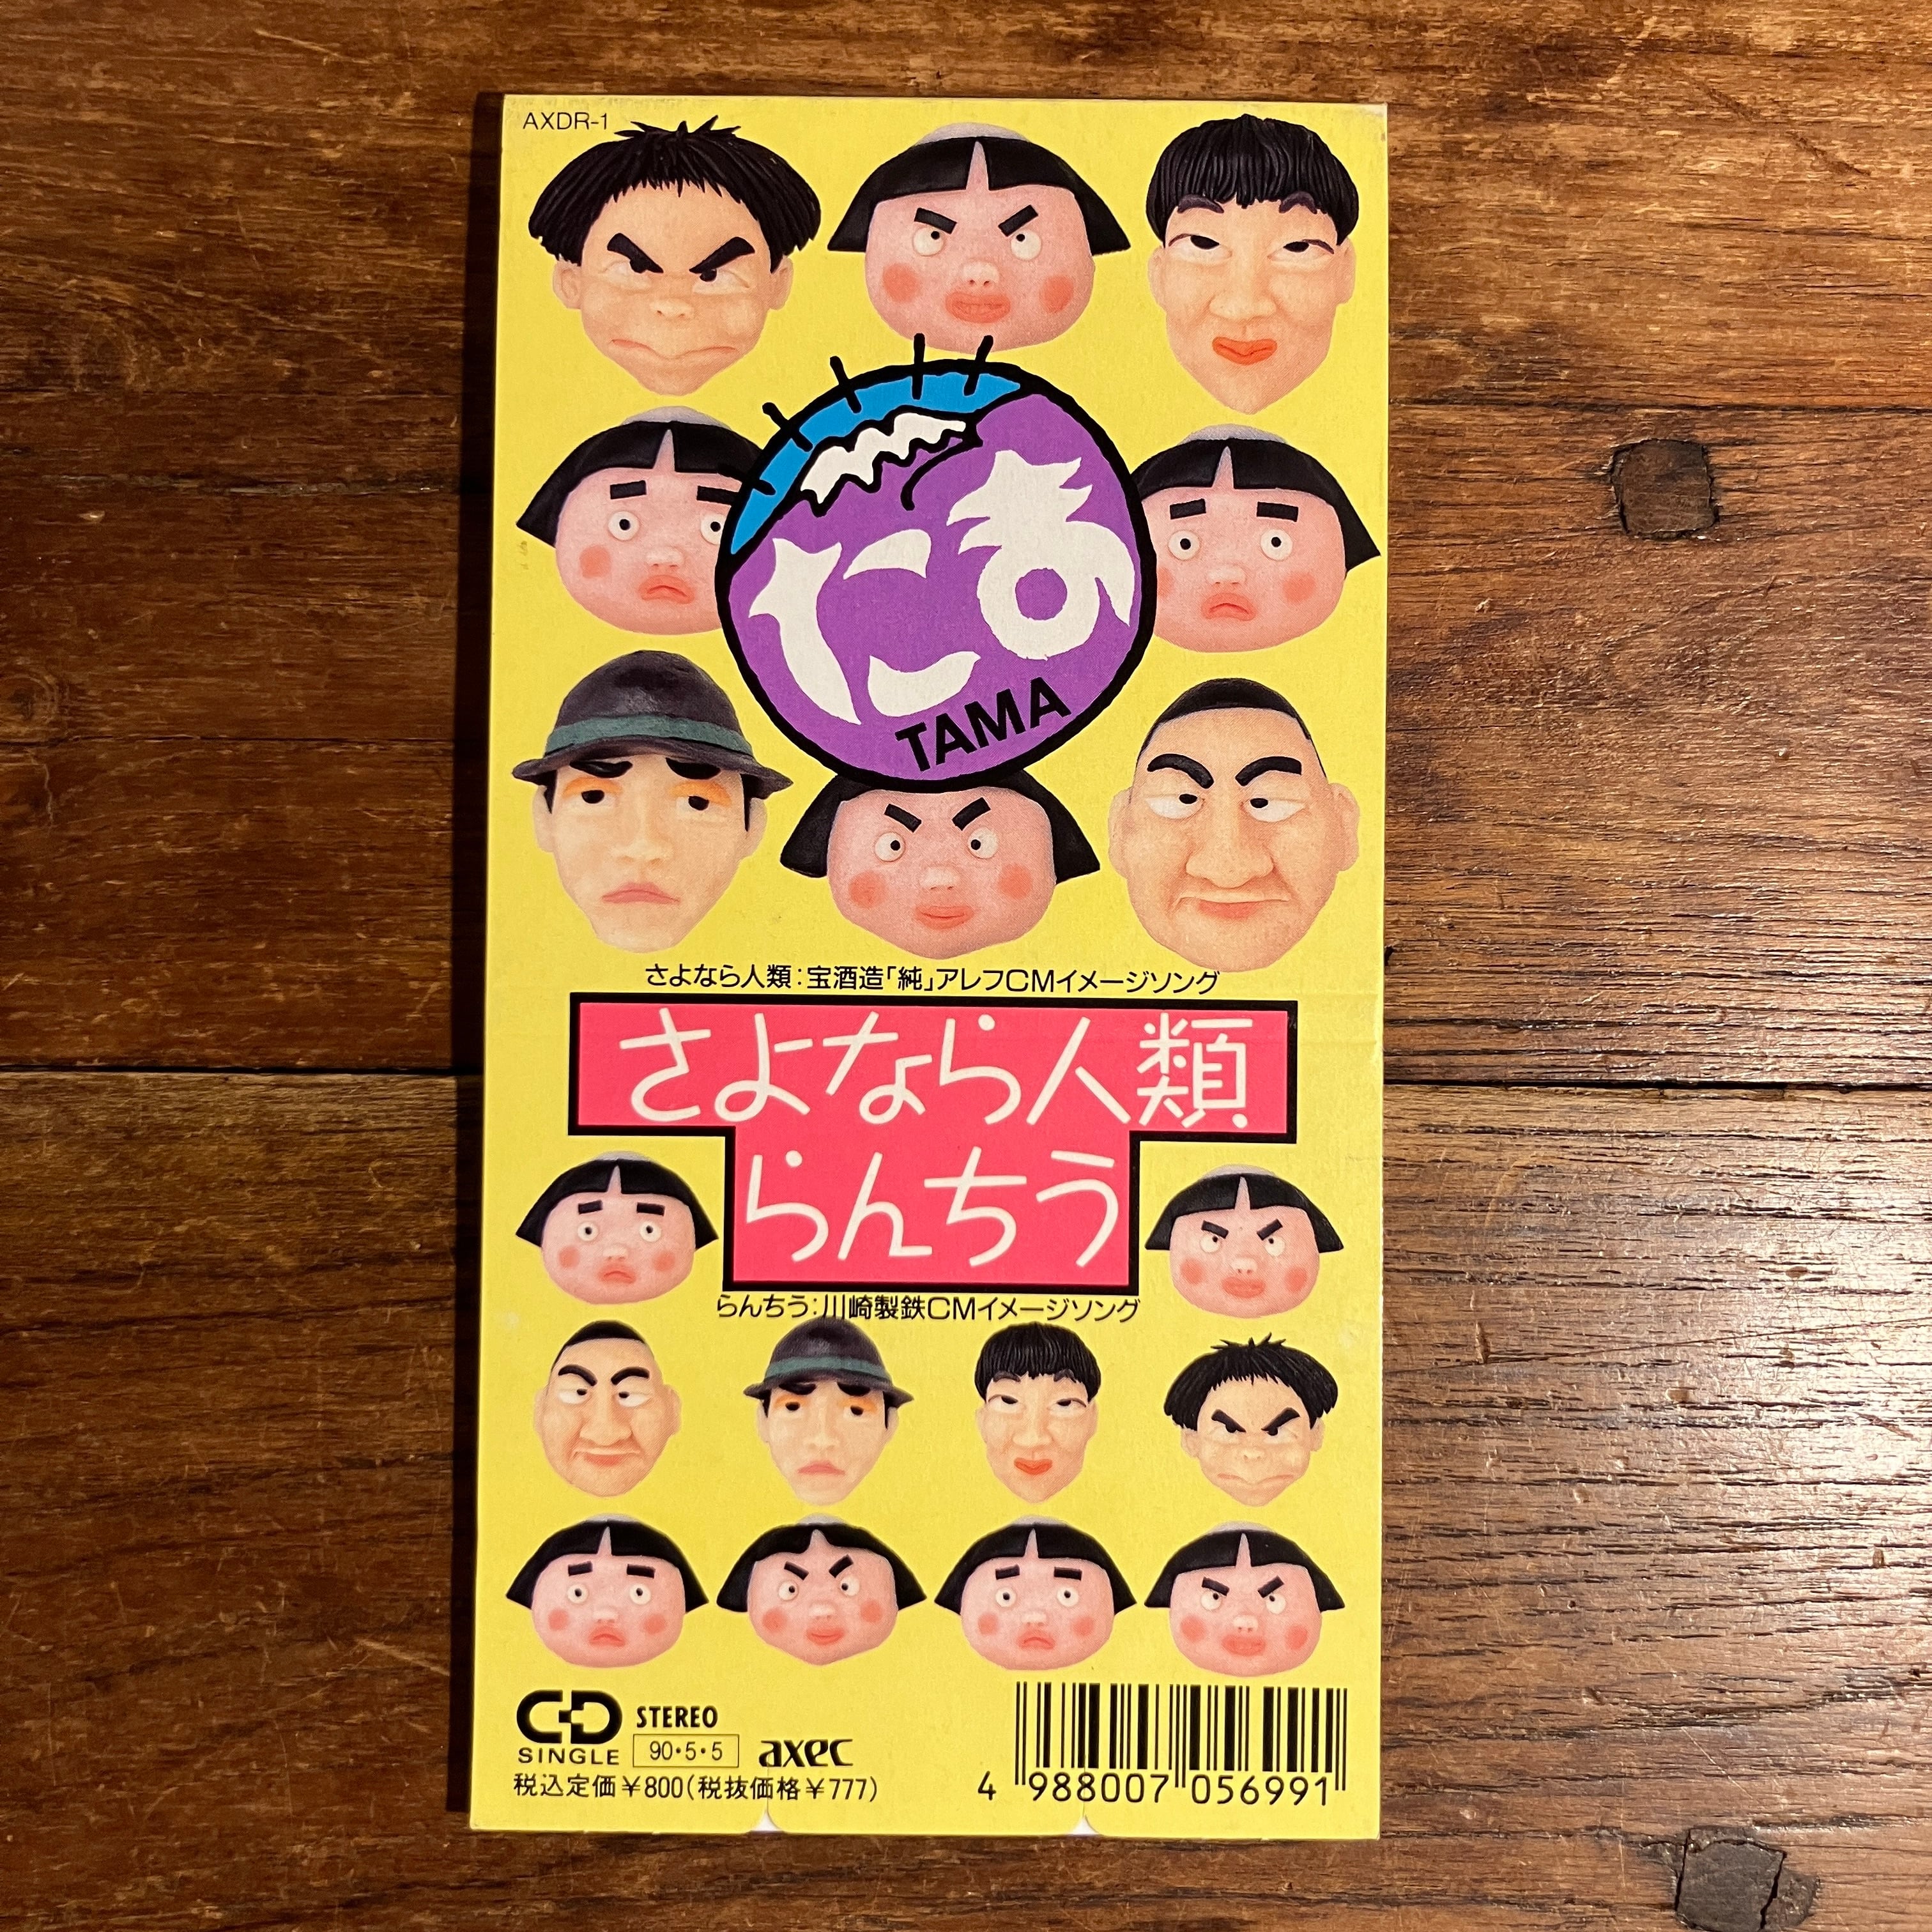 AXDR-1
たま
TAMA
さよなら人類:宝酒造「純」アレフCMイメージソング
さよなら人類
らんちう
らんちう:川崎製鉄CMイメージソング
CD STEREO
SINGLE 90・5・5 axec
税込定価￥800(税抜価格￥777)
4 988007 056991